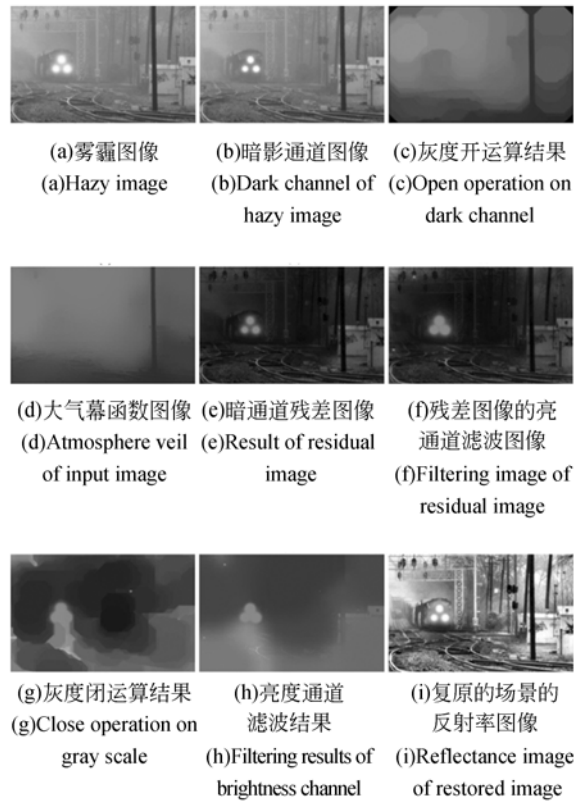 (a)雾霾图像
(a)Hazy image
(b)暗影通道图像
(b)Dark channel of
hazy image
(c)灰度开运算结果
(c)Open operation on
dark channel
(d)大气幕函数图像
(d)Atmosphere veil
of input image
(e)暗通道残差图像
(e)Result of residual
image
(f)残差图像的亮
通道滤波图像
(f)Filtering image of
residual image
(g)灰度闭运算结果
(g)Close operation on
gray scale
(h)亮度通道
滤波结果
(h)Filtering results of
brightness channel
(i)复原的场景的
反射率图像
(i)Reflectance image
of restored image